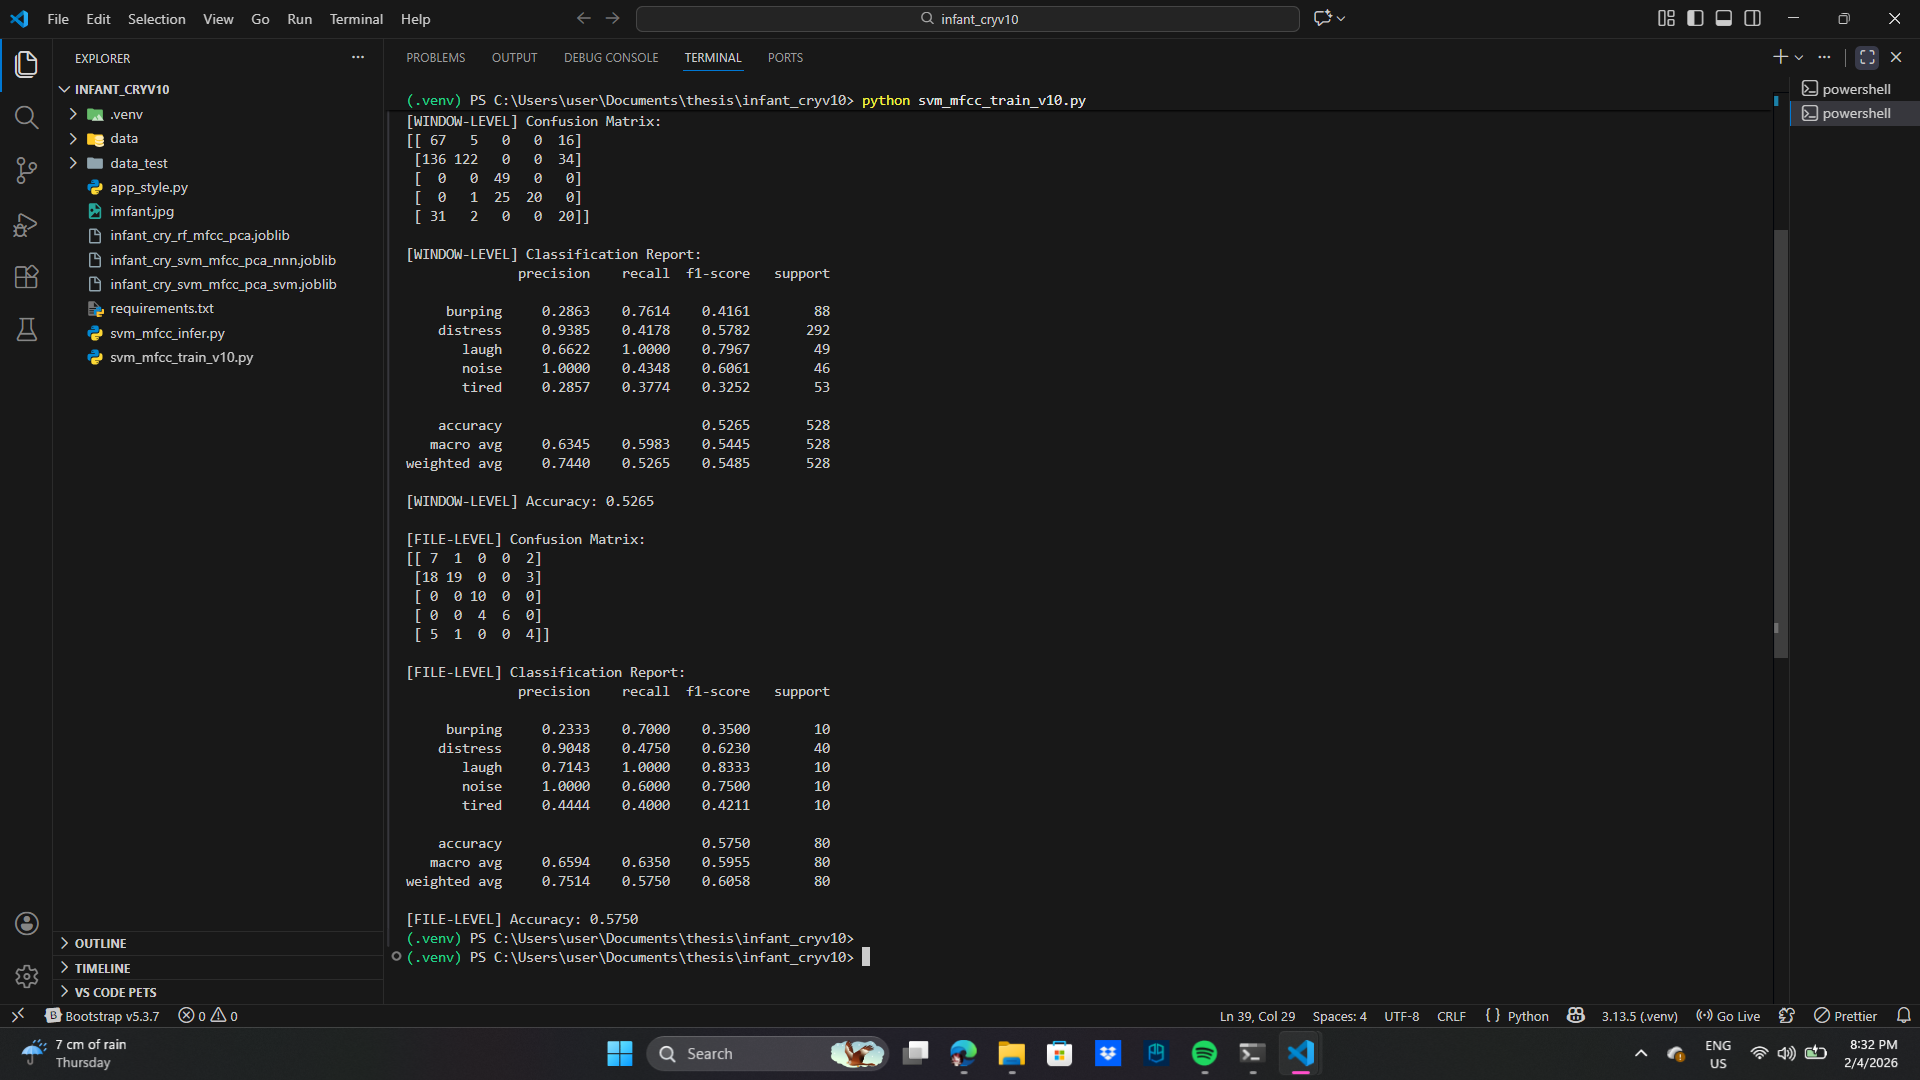 File Edit Selection View Go Run Terminal Help
infant_cryv10
EXPLORER
INFANT_CRYV10
.venv
data
data_test
app_style.py
imfant.jpg
infant_cry_rf_mfcc_pca.joblib
infant_cry_svm_mfcc_pca_nnn.joblib
infant_cry_svm_mfcc_pca_svm.joblib
requirements.txt
svm_mfcc_infer.py
svm_mfcc_train_v10.py
OUTLINE
TIMELINE
VS CODE PETS
PROBLEMS OUTPUT DEBUG CONSOLE TERMINAL PORTS
(.venv) PS C:\Users\user\Documents\thesis\infant_cryv10> python svm_mfcc_train_v10.py
[WINDOW-LEVEL] Confusion Matrix:
[[ 67 5 0 0 16]
[136 122 0 0 34]
[ 0 0 49 0 0]
[ 0 1 25 20 0]
[ 31 2 0 0 20]]
[WINDOW-LEVEL] Classification Report:
precision recall f1-score support
burping 0.2863 0.7614 0.4161 88
distress 0.9385 0.4178 0.5782 292
laugh 0.6622 1.0000 0.7967 49
noise 1.0000 0.4348 0.6061 46
tired 0.2857 0.3774 0.3252 53
accuracy 0.5265 528
macro avg 0.6345 0.5983 0.5445 528
weighted avg 0.7440 0.5265 0.5485 528
[WINDOW-LEVEL] Accuracy: 0.5265
[FILE-LEVEL] Confusion Matrix:
[[ 7 1 0 0 2]
[18 19 0 0 3]
[ 0 0 10 0 0]
[ 0 0 4 6 0]
[ 5 1 0 0 4]]
[FILE-LEVEL] Classification Report:
precision recall f1-score support
burping 0.2333 0.7000 0.3500 10
distress 0.9048 0.4750 0.6230 40
laugh 0.7143 1.0000 0.8333 10
noise 1.0000 0.6000 0.7500 10
tired 0.4444 0.4000 0.4211 10
accuracy 0.5750 80
macro avg 0.6594 0.6350 0.5955 80
weighted avg 0.7514 0.5750 0.6058 80
[FILE-LEVEL] Accuracy: 0.5750
(.venv) PS C:\Users\user\Documents\thesis\infant_cryv10>
(.venv) PS C:\Users\user\Documents\thesis\infant_cryv10>
powershell
powershell
B Bootstrap v5.3.7 0 0 Ln 39, Col 29 Spaces: 4 UTF-8 CRLF {} Python 3.13.5 (.venv) Go Live Prettier
7 cm of rain
Thursday
Search
ENG
US
8:32 PM
2/4/2026